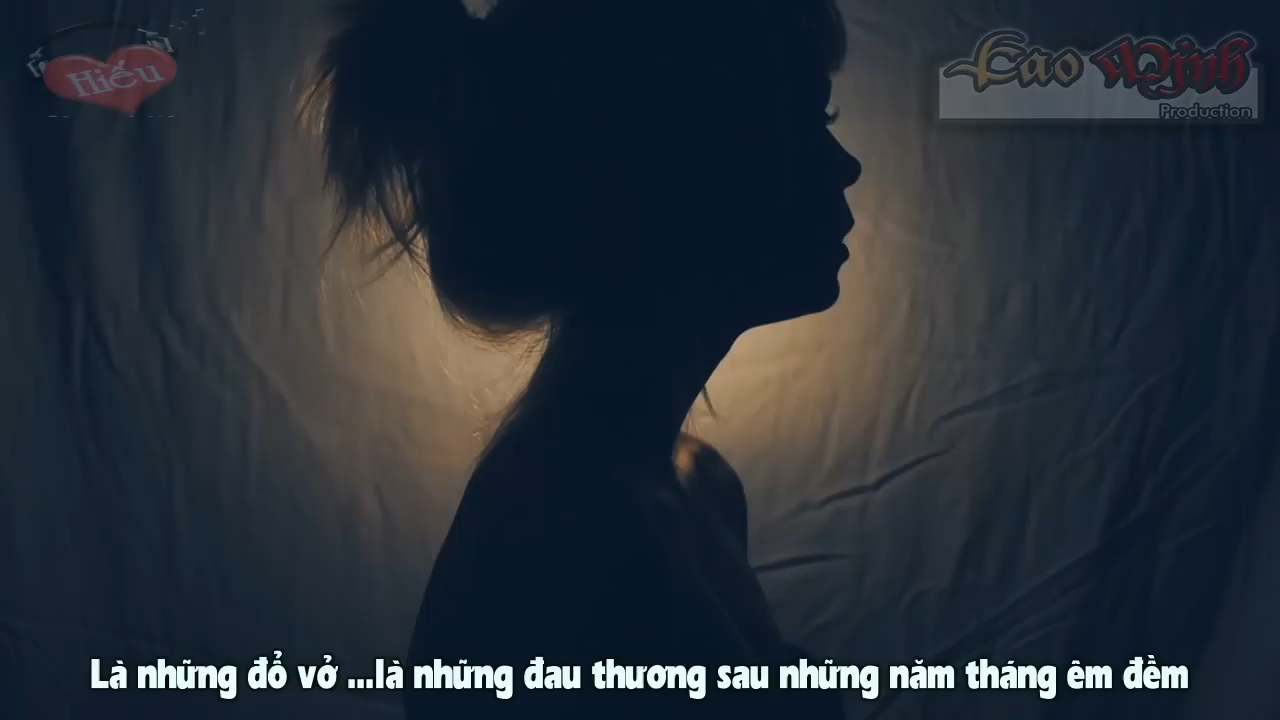 Hiếu
Cao Minh
Production
Là những đổ vở ...là những đau thương sau những năm tháng êm đềm